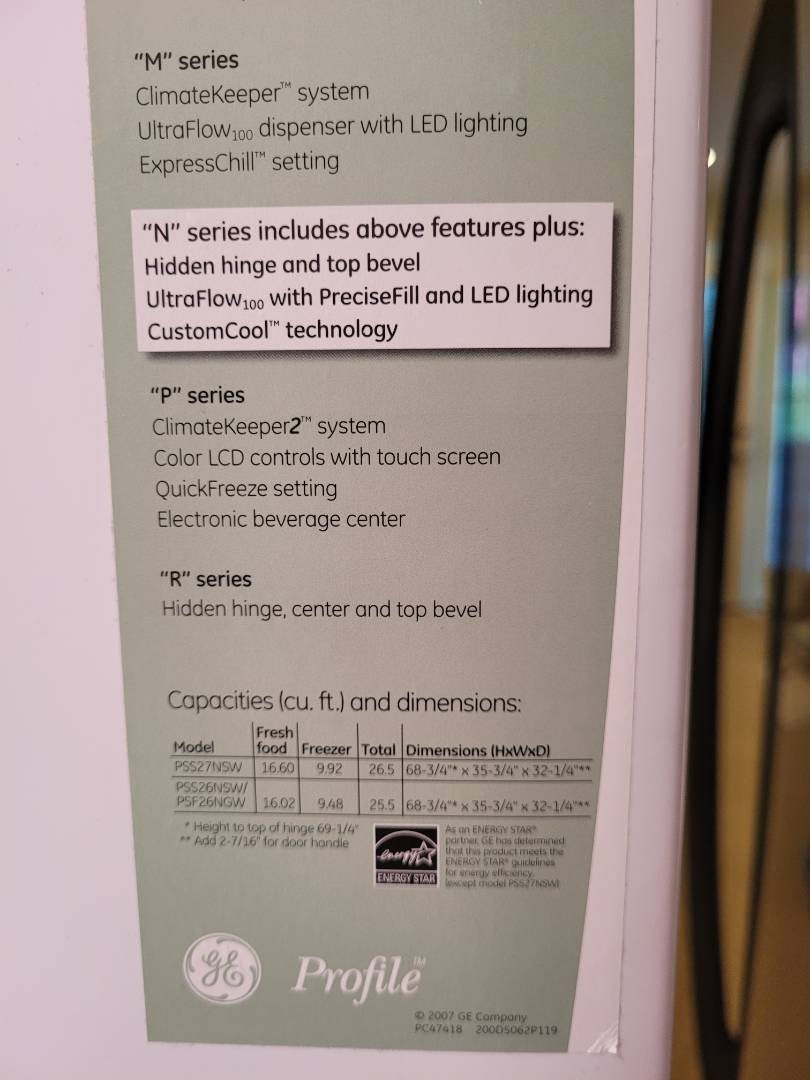 “M” series
ClimateKeeper™ system
UltraFlow100 dispenser with LED lighting
ExpressChill™ setting
“N” series includes above features plus:
Hidden hinge and top bevel
UltraFlow100 with PreciseFill and LED lighting
CustomCool™ technology
“P” series
ClimateKeeper2™ system
Color LCD controls with touch screen
QuickFreeze setting
Electronic beverage center
“R” series
Hidden hinge, center and top bevel
Capacities (cu. ft.) and dimensions:
Fresh
Model food Freezer Total Dimensions (HxWxD)
PSS27NSW 16.60 9.92 26.5 68-3/4"* x 35-3/4" x 32-1/4"**
PSS26NSW/
PSF26NGW 16.02 9.48 25.5 68-3/4"* x 35-3/4" x 32-1/4"**
* Height to top of hinge 69-1/4"
** Add 2-7/16" for door handle
energy
ENERGY STAR
As an ENERGY STAR®
partner, GE has determined
that this product meets the
ENERGY STAR® guidelines
for energy efficiency.
(except model PSS27NSW)
GE Profile™
© 2007 GE Company
PC47418 200D5062P119